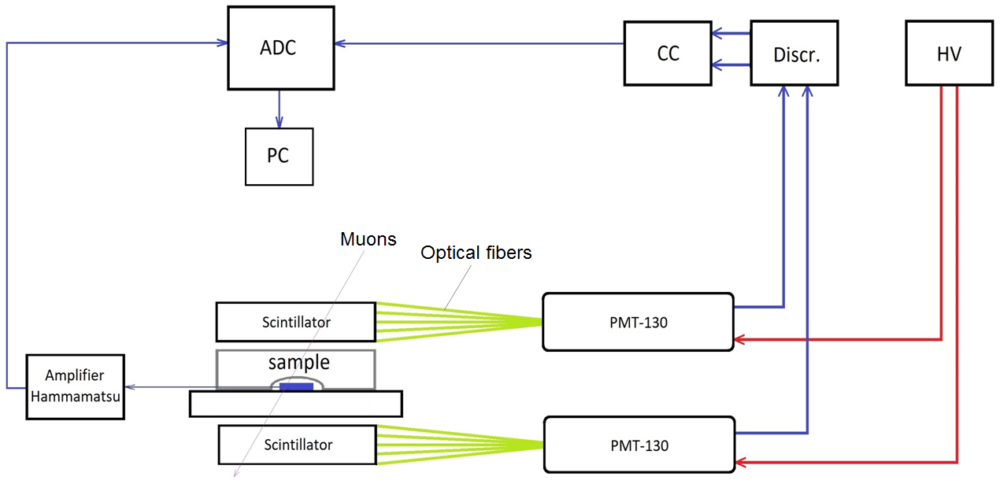 ADC
CC
Discr.
HV
PC
Muons
Optical fibers
Scintillator
PMT-130
sample
Amplifier
Hammamatsu
Scintillator
PMT-130